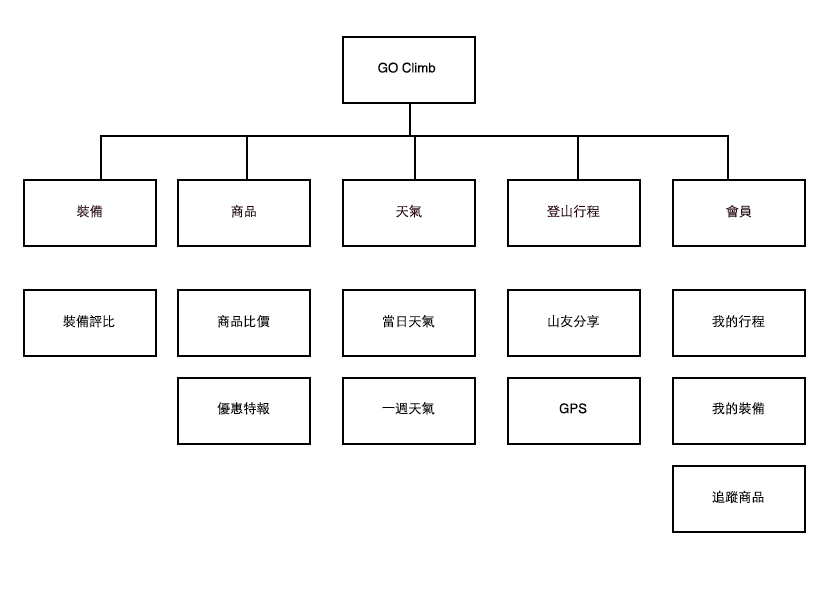 GO Climb
裝備
商品
天氣
登山行程
會員
裝備評比
商品比價
當日天氣
山友分享
我的行程
優惠特報
一週天氣
GPS
我的裝備
追蹤商品